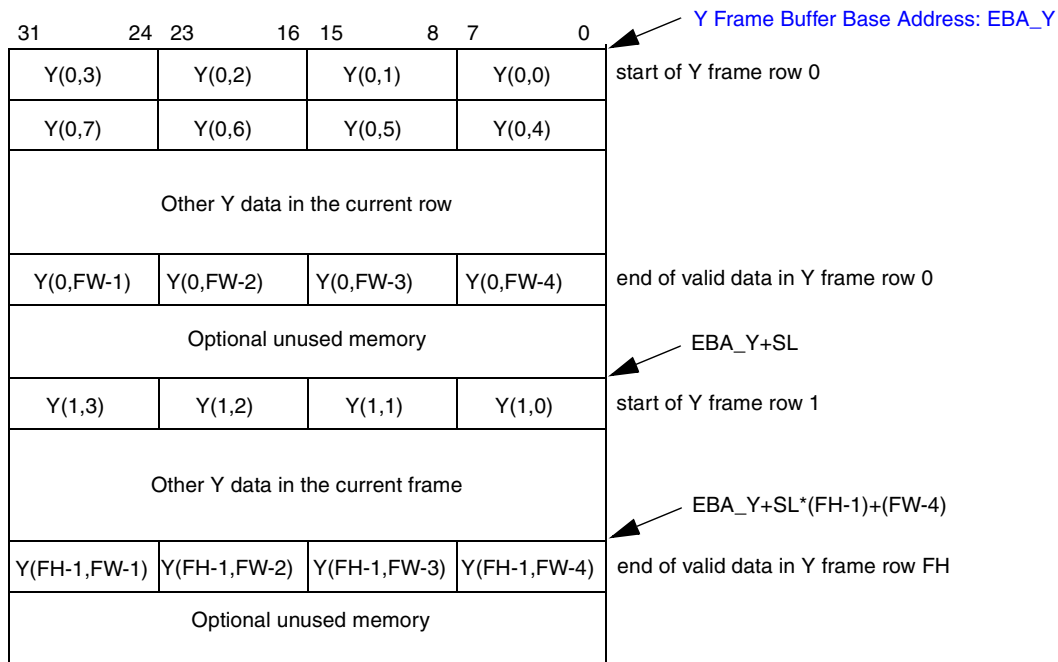 Y Frame Buffer Base Address: EBA_Y
31 24 23 16 15 8 7 0
Y(0,3) Y(0,2) Y(0,1) Y(0,0) start of Y frame row 0
Y(0,7) Y(0,6) Y(0,5) Y(0,4)
Other Y data in the current row
Y(0,FW-1) Y(0,FW-2) Y(0,FW-3) Y(0,FW-4) end of valid data in Y frame row 0
Optional unused memory
EBA_Y+SL
Y(1,3) Y(1,2) Y(1,1) Y(1,0) start of Y frame row 1
Other Y data in the current frame
EBA_Y+SL*(FH-1)+(FW-4)
Y(FH-1,FW-1) Y(FH-1,FW-2) Y(FH-1,FW-3) Y(FH-1,FW-4) end of valid data in Y frame row FH
Optional unused memory